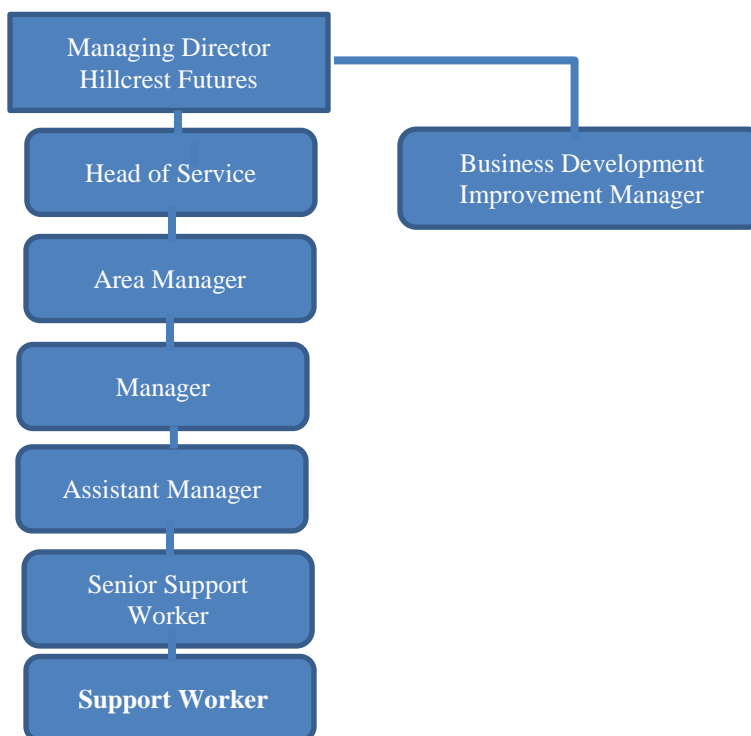 Managing Director
Hillcrest Futures
Head of Service
Business Development
Improvement Manager
Area Manager
Manager
Assistant Manager
Senior Support
Worker
Support Worker